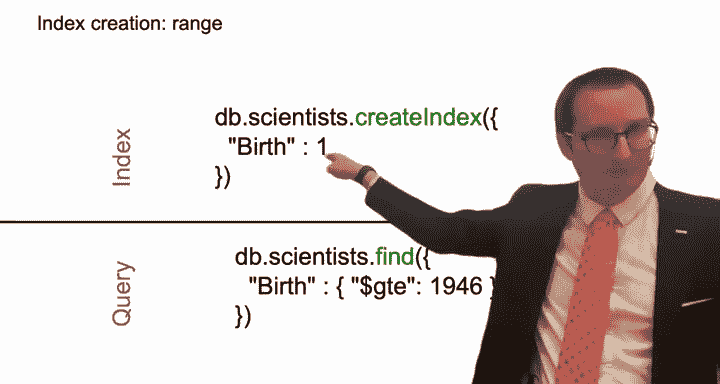 Index creation: range
Index
db.scientists.createIndex({
"Birth" : 1
})
Query
db.scientists.find({
"Birth" : { "$gte": 1946 }
})